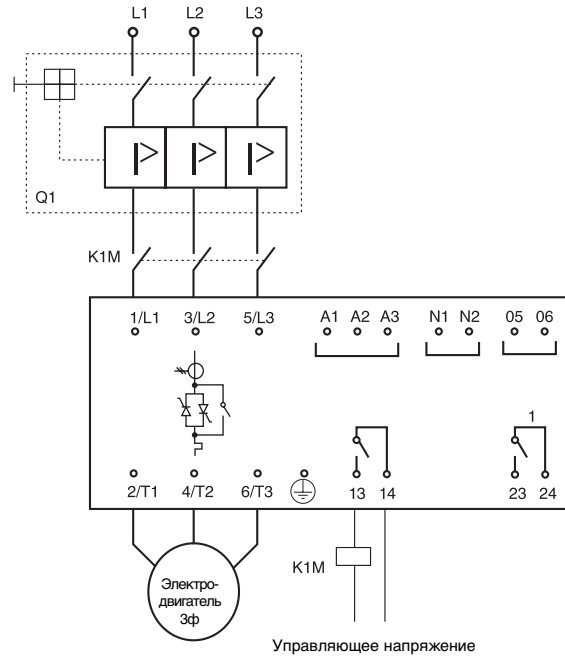 L1 L2 L3
Q1
K1M
1/L1 3/L2 5/L3 A1 A2 A3 N1 N2 05 06
1
2/T1 4/T2 6/T3 13 14 23 24
K1M
Электро-
двигатель
3ф
Управляющее напряжение